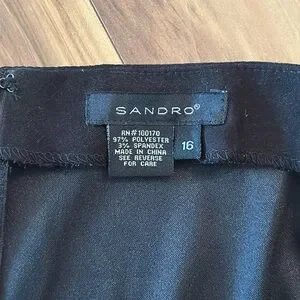 SANDRO®
RN#100170
97% POLYESTER
3% SPANDEX
MADE IN CHINA
SEE REVERSE
FOR CARE
16